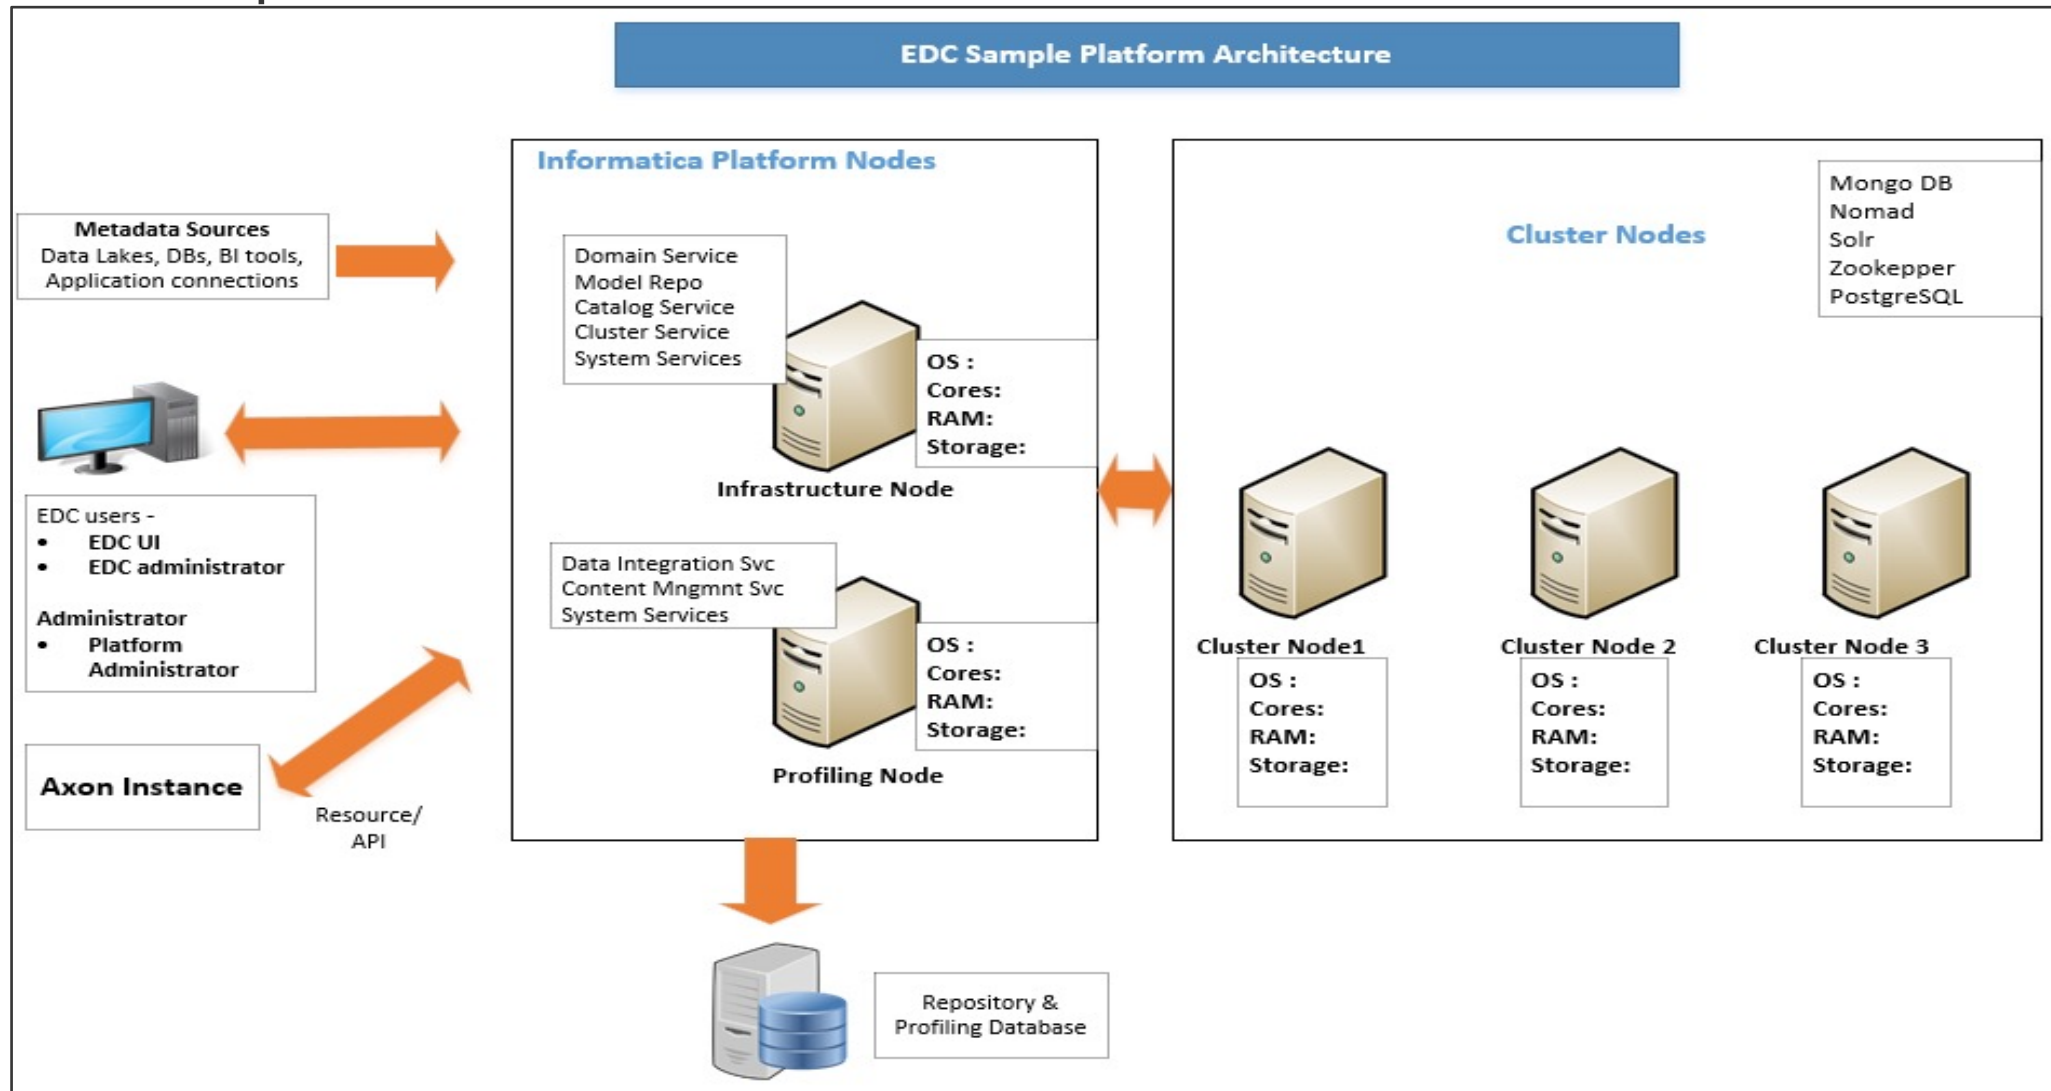 EDC Sample Platform Architecture
Informatica Platform Nodes
Metadata Sources
Data Lakes, DBs, BI tools,
Application connections
Domain Service
Model Repo
Catalog Service
Cluster Service
System Services
OS :
Cores:
RAM:
Storage:
Infrastructure Node
EDC users -
• EDC UI
• EDC administrator
Administrator
• Platform
Administrator
Data Integration Svc
Content Mngmnt Svc
System Services
OS :
Cores:
RAM:
Storage:
Profiling Node
Axon Instance
Resource/
API
Cluster Nodes
Mongo DB
Nomad
Solr
Zookepper
PostgreSQL
Cluster Node1
OS :
Cores:
RAM:
Storage:
Cluster Node 2
OS :
Cores:
RAM:
Storage:
Cluster Node 3
OS :
Cores:
RAM:
Storage:
Repository &
Profiling Database